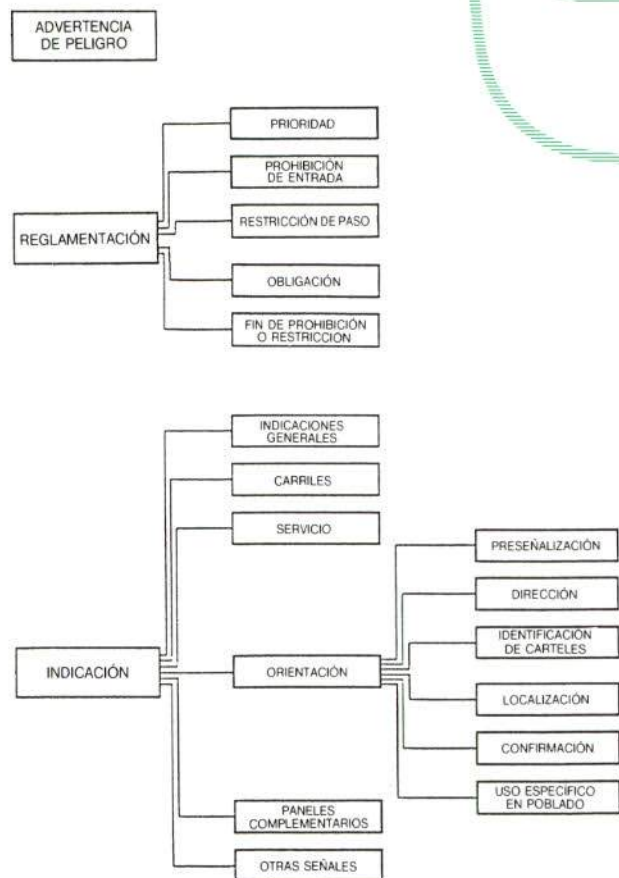 ADVERTENCIA
DE PELIGRO
REGLAMENTACIÓN
PRIORIDAD
PROHIBICIÓN
DE ENTRADA
RESTRICCIÓN DE PASO
OBLIGACIÓN
FIN DE PROHIBICIÓN
O RESTRICCION
INDICACIÓN
INDICACIONES
GENERALES
CARRILES
SERVICIO
ORIENTACIÓN
PRESEÑALIZACIÓN
DIRECCIÓN
IDENTIFICACIÓN
DE CARTELES
LOCALIZACIÓN
CONFIRMACIÓN
USO ESPECÍFICO
EN POBLADO
PANELES
COMPLEMENTARIOS
OTRAS SEÑALES